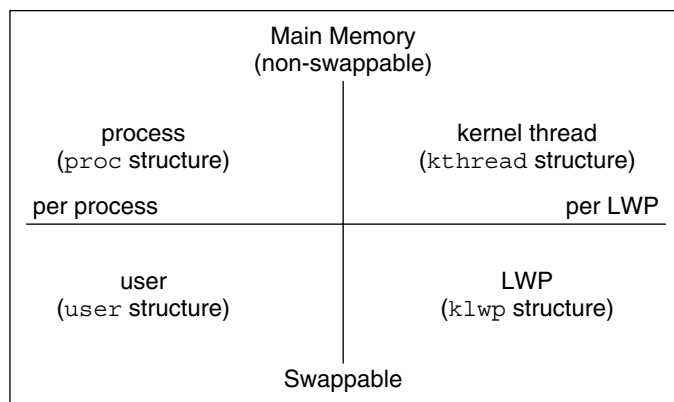 Main Memory
(non-swappable)
process
(proc structure)
kernel thread
(kthread structure)
per process
per LWP
user
(user structure)
LWP
(klwp structure)
Swappable